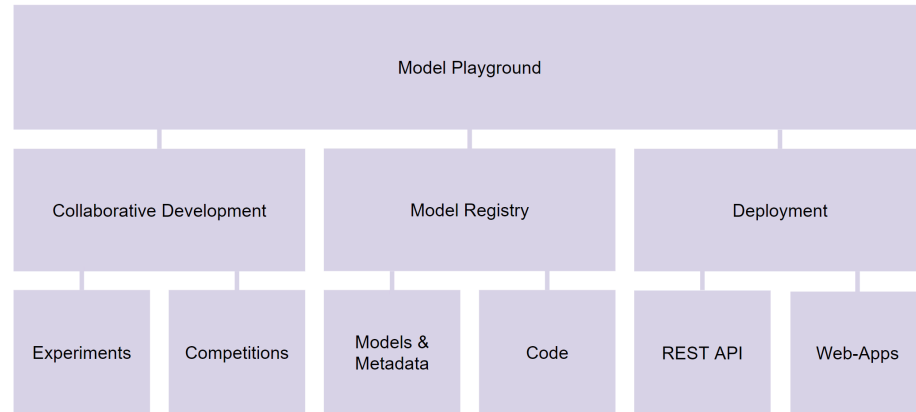 Model Playground
Collaborative Development
Model Registry
Deployment
Experiments
Competitions
Models &
Metadata
Code
REST API
Web-Apps